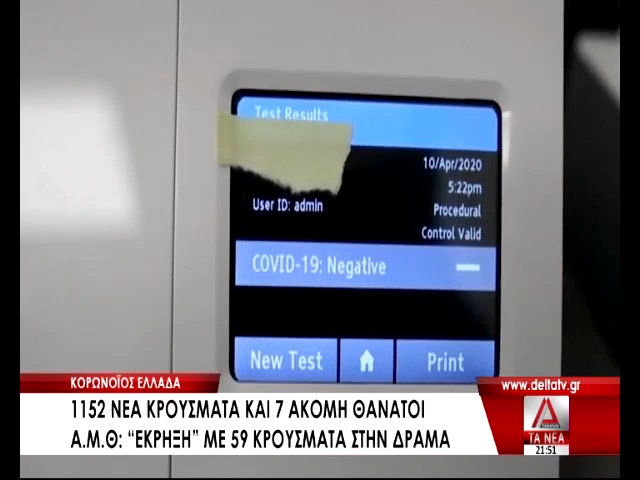 Test Results
10/Apr/2020
5:22pm
User ID: admin
Procedural
Control Valid
COVID-19: Negative
New Test
Print
ΚΟΡΩΝΟΪΟΣ ΕΛΛΑΔΑ
www.deltatv.gr
1152 ΝΕΑ ΚΡΟΥΣΜΑΤΑ ΚΑΙ 7 ΑΚΟΜΗ ΘΑΝΑΤΟΙ
Α.Μ.Θ: “ΕΚΡΗΞΗ” ΜΕ 59 ΚΡΟΥΣΜΑΤΑ ΣΤΗΝ ΔΡΑΜΑ
ΤΑ ΝΕΑ
21:51